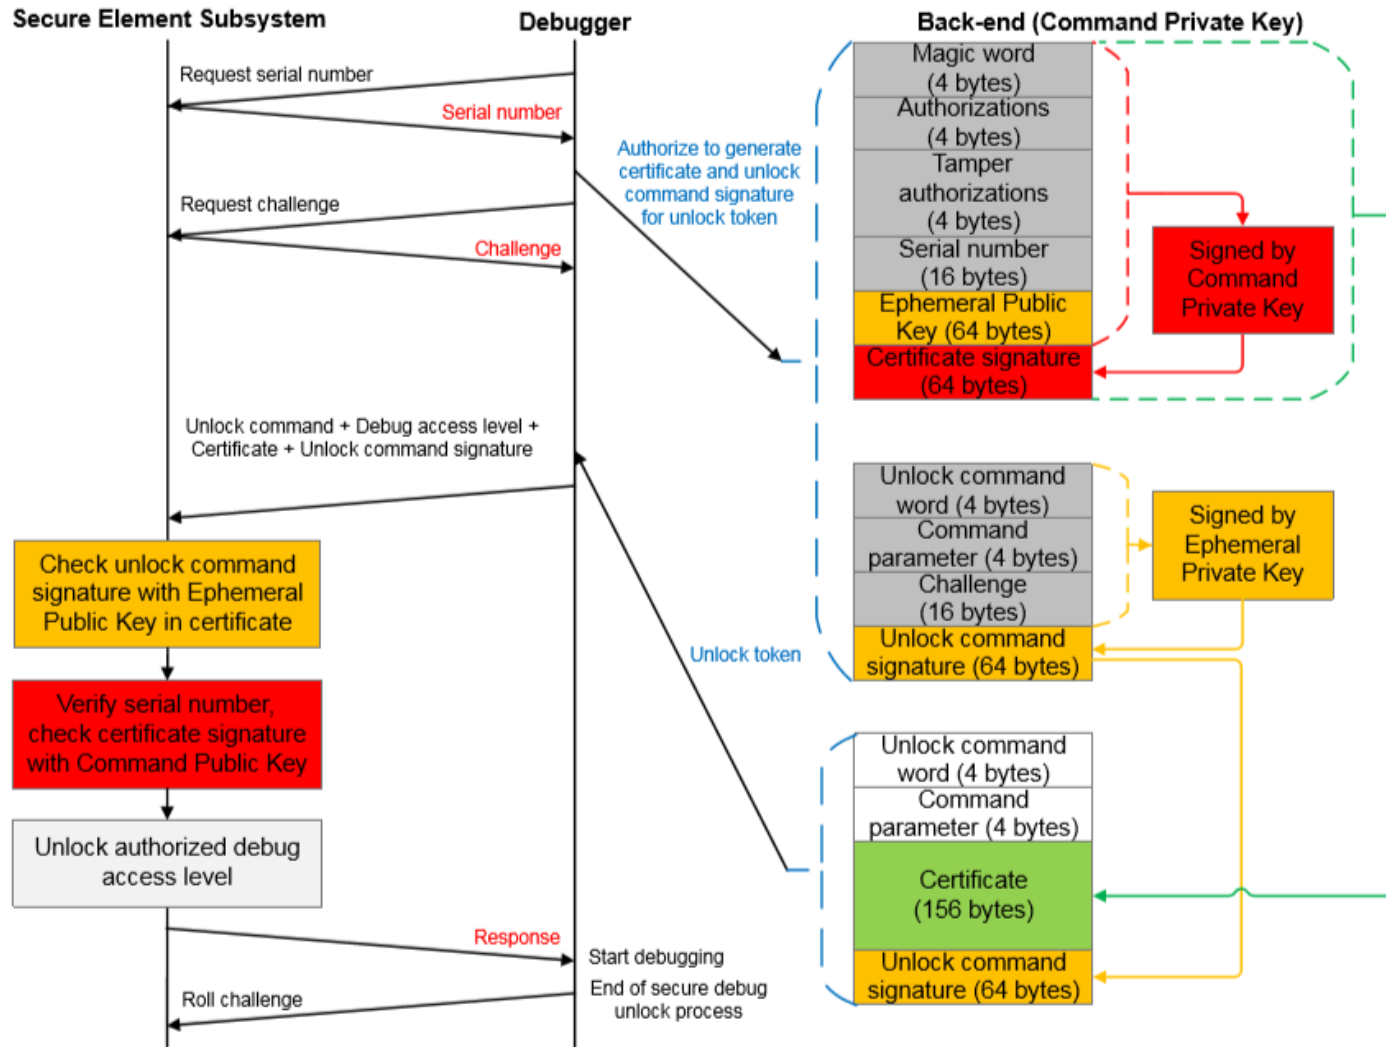 Secure Element Subsystem
Debugger
Back-end (Command Private Key)
Request serial number
Serial number
Request challenge
Challenge
Authorize to generate
certificate and unlock
command signature
for unlock token
Magic word
(4 bytes)
Authorizations
(4 bytes)
Tamper
authorizations
(4 bytes)
Serial number
(16 bytes)
Ephemeral Public
Key (64 bytes)
Certificate signature
(64 bytes)
Signed by
Command
Private Key
Unlock command + Debug access level +
Certificate + Unlock command signature
Unlock command
word (4 bytes)
Command
parameter (4 bytes)
Challenge
(16 bytes)
Unlock command
signature (64 bytes)
Signed by
Ephemeral
Private Key
Check unlock command
signature with Ephemeral
Public Key in certificate
Verify serial number,
check certificate signature
with Command Public Key
Unlock authorized debug
access level
Unlock token
Unlock command
word (4 bytes)
Command
parameter (4 bytes)
Certificate
(156 bytes)
Unlock command
signature (64 bytes)
Response
Start debugging
Roll challenge
End of secure debug
unlock process